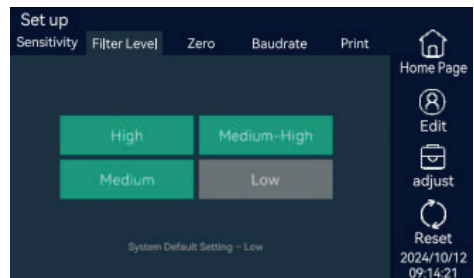 Set up
Sensitivity Filter Level Zero Baudrate Print
High Medium-High
Medium Low
System Default Setting - Low
Home Page
Edit
adjust
Reset
2024/10/12
09:14:21